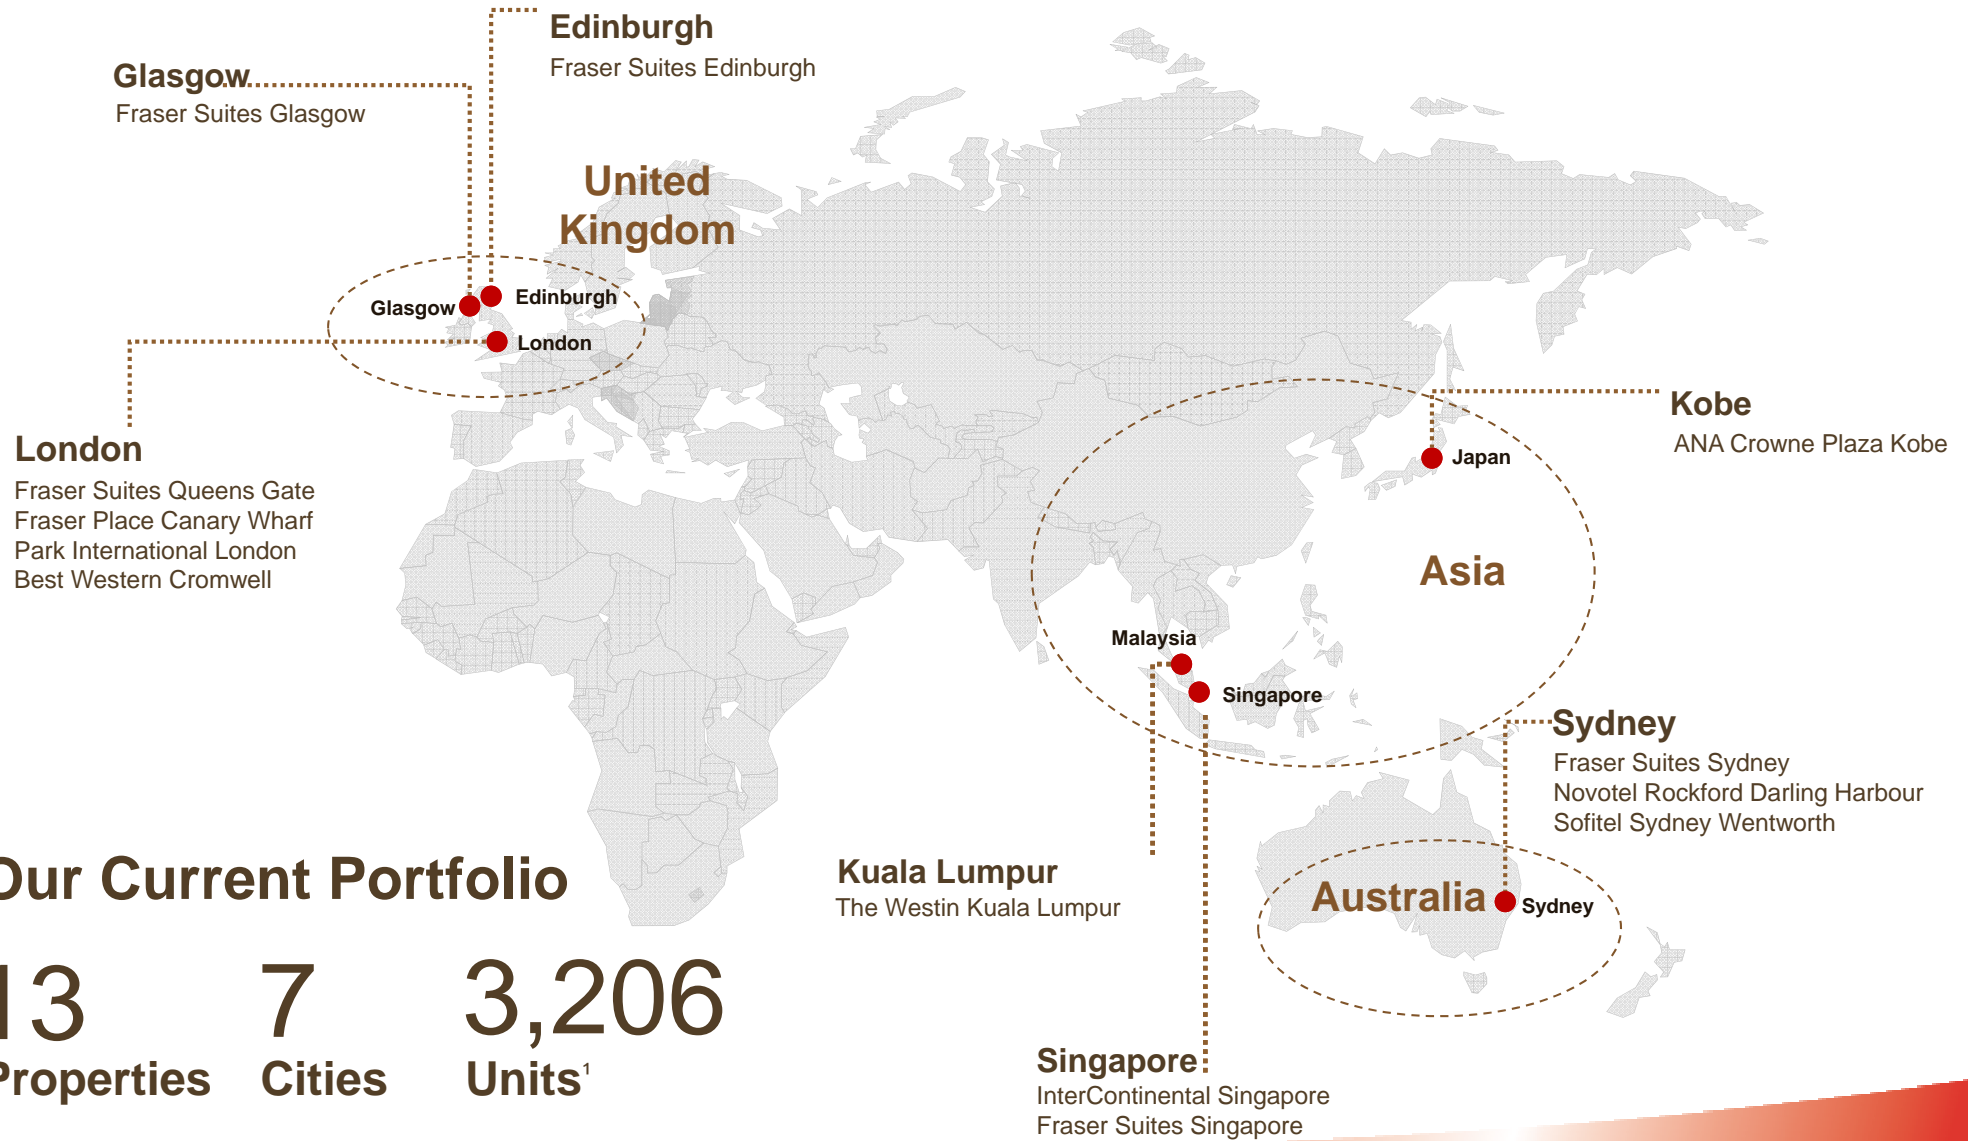 Edinburgh
Fraser Suites Edinburgh
Glasgow
Fraser Suites Glasgow
United
Kingdom
Glasgow
Edinburgh
London
London
Fraser Suites Queens Gate
Fraser Place Canary Wharf
Park International London
Best Western Cromwell
Kobe
ANA Crowne Plaza Kobe
Japan
Asia
Malaysia
Singapore
Sydney
Fraser Suites Sydney
Novotel Rockford Darling Harbour
Sofitel Sydney Wentworth
Australia
Sydney
Kuala Lumpur
The Westin Kuala Lumpur
Singapore
InterContinental Singapore
Fraser Suites Singapore
Our Current Portfolio
13 7 3,206
Properties Cities Units¹